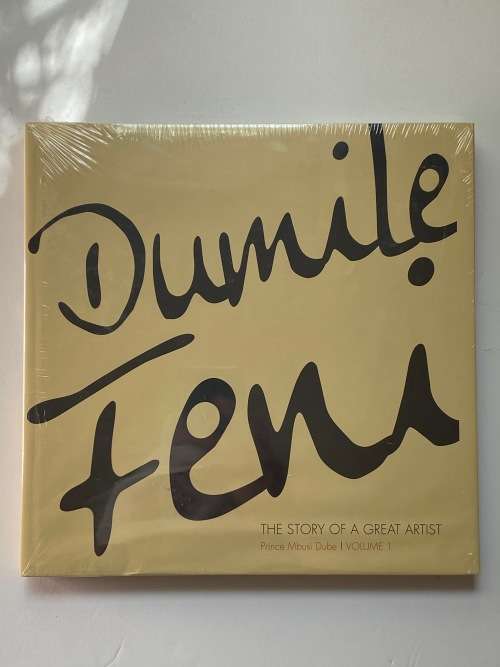 Dumile
Feni
THE STORY OF A GREAT ARTIST
Prince Mbusi Dube | VOLUME 1